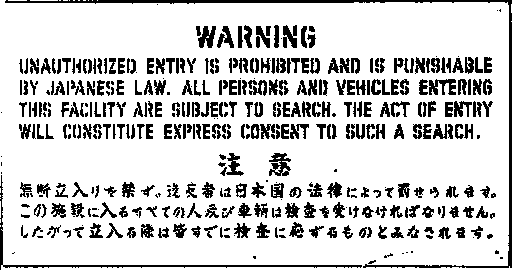 WARNING
UNAUTHORIZED ENTRY IS PROHIBITED AND IS PUNISHABLE
BY JAPANESE LAW. ALL PERSONS AND VEHICLES ENTERING
THIS FACILITY ARE SUBJECT TO SEARCH. THE ACT OF ENTRY
WILL CONSTITUTE EXPRESS CONSENT TO SUCH A SEARCH.
注意
無断立入りを禁ず。違反者は日本国の法律によって罰せられます。
この施設に入るすべての人及び車輌は検査を受けなければなりません。
したがって立入る際は皆すでに検査に応ずるものとみなされます。